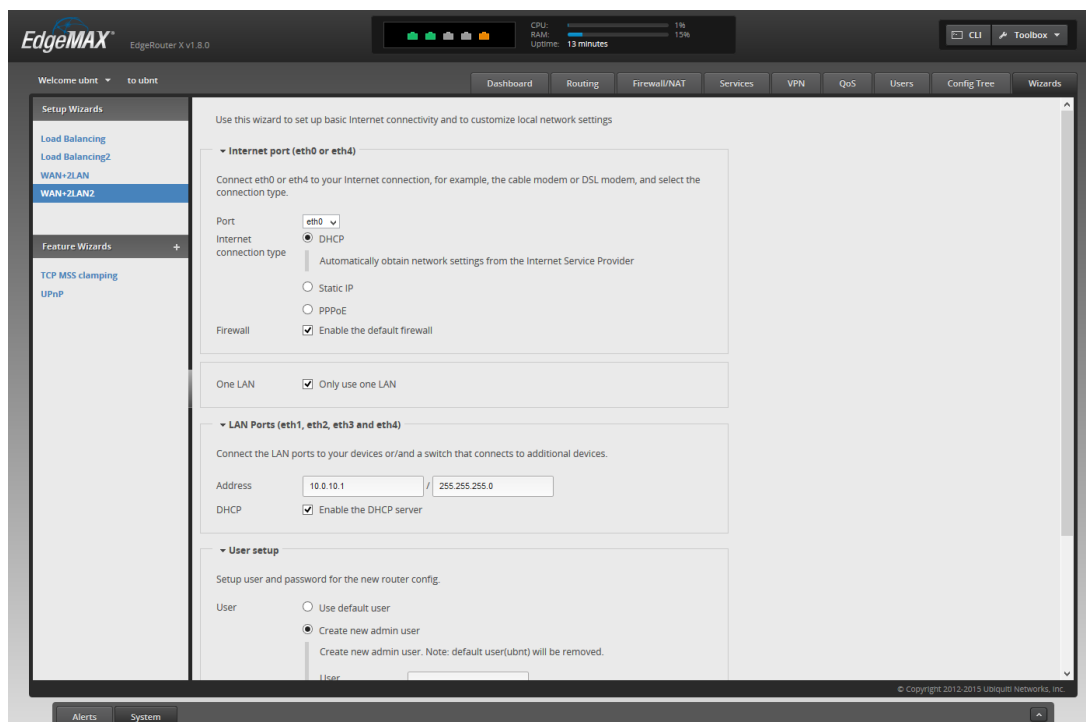 EdgeMAX®
EdgeRouter X v1.8.0
CPU: 1%
RAM: 15%
Uptime: 13 minutes
CLI
Toolbox
Welcome ubnt to ubnt
Dashboard
Routing
Firewall/NAT
Services
VPN
QoS
Users
Config Tree
Wizards
Setup Wizards
Load Balancing
Load Balancing2
WAN+2LAN
WAN+2LAN2
Feature Wizards +
TCP MSS clamping
UPnP
Use this wizard to set up basic Internet connectivity and to customize local network settings
Internet port (eth0 or eth4)
Connect eth0 or eth4 to your Internet connection, for example, the cable modem or DSL modem, and select the
connection type.
Port eth0
Internet
connection type
DHCP
Automatically obtain network settings from the Internet Service Provider
Static IP
PPPoE
Firewall Enable the default firewall
One LAN Only use one LAN
LAN Ports (eth1, eth2, eth3 and eth4)
Connect the LAN ports to your devices or/and a switch that connects to additional devices.
Address 10.0.10.1 / 255.255.255.0
DHCP Enable the DHCP server
User setup
Setup user and password for the new router config.
User Use default user
Create new admin user
Create new admin user. Note: default user(ubnt) will be removed.
User
© Copyright 2012-2015 Ubiquiti Networks, Inc.
Alerts
System